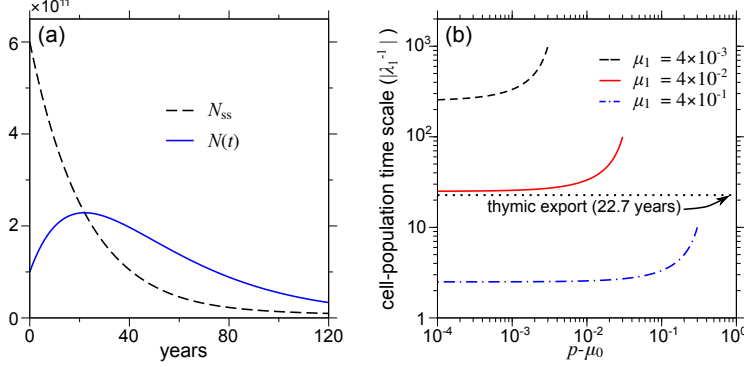 ×10¹¹
(a)
6
4
2
0
N_ss
N(t)
0 40 80 120
years
(b)
cell-population time scale (|λ₁⁻¹|)
10³
10²
10
1
μ₁ = 4×10⁻³
μ₁ = 4×10⁻²
μ₁ = 4×10⁻¹
thymic export (22.7 years)
10⁻⁴ 10⁻³ 10⁻² 10⁻¹ 10⁰
p-μ₀